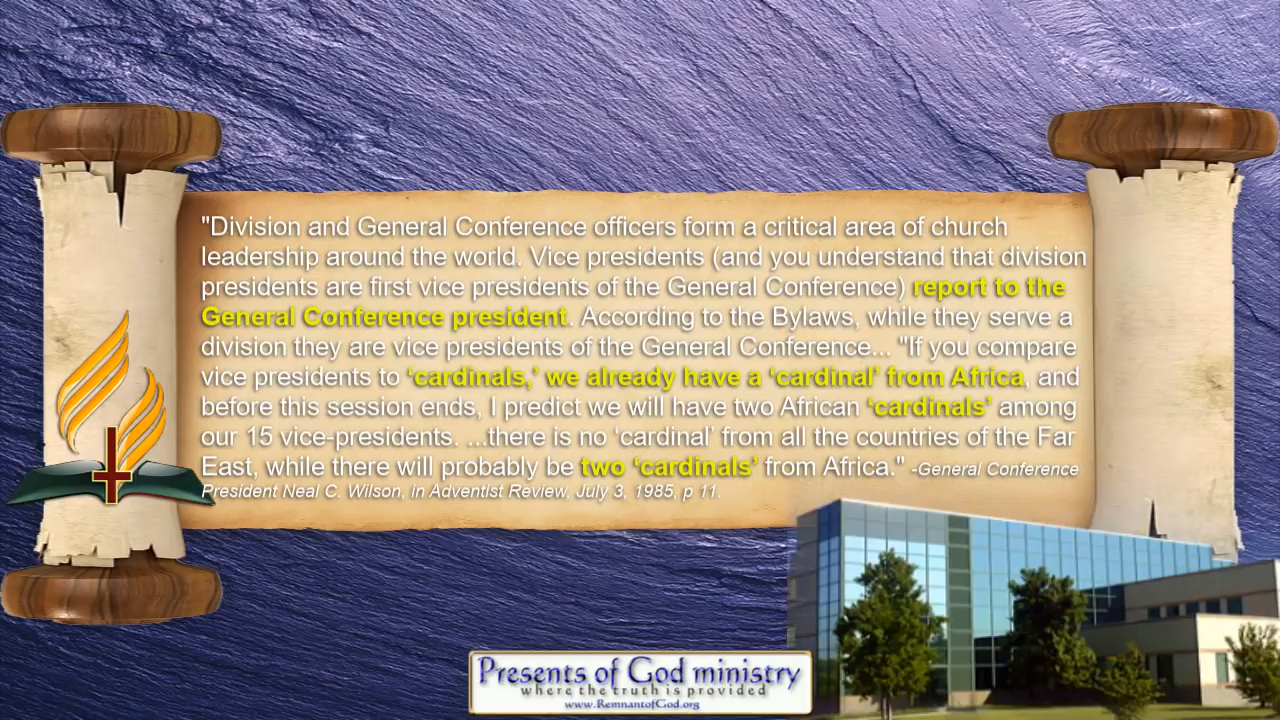 "Division and General Conference officers form a critical area of church
leadership around the world. Vice presidents (and you understand that division
presidents are first vice presidents of the General Conference) report to the
General Conference president. According to the Bylaws, while they serve a
division they are vice presidents of the General Conference... "If you compare
vice presidents to ‘cardinals,’ we already have a ‘cardinal’ from Africa, and
before this session ends, I predict we will have two African ‘cardinals’ among
our 15 vice-presidents. ...there is no ‘cardinal’ from all the countries of the Far
East, while there will probably be two ‘cardinals’ from Africa." -General Conference
President Neal C. Wilson, in Adventist Review, July 3, 1985, p 11.
Presents of God ministry
where the truth is provided
www.RemnantofGod.org